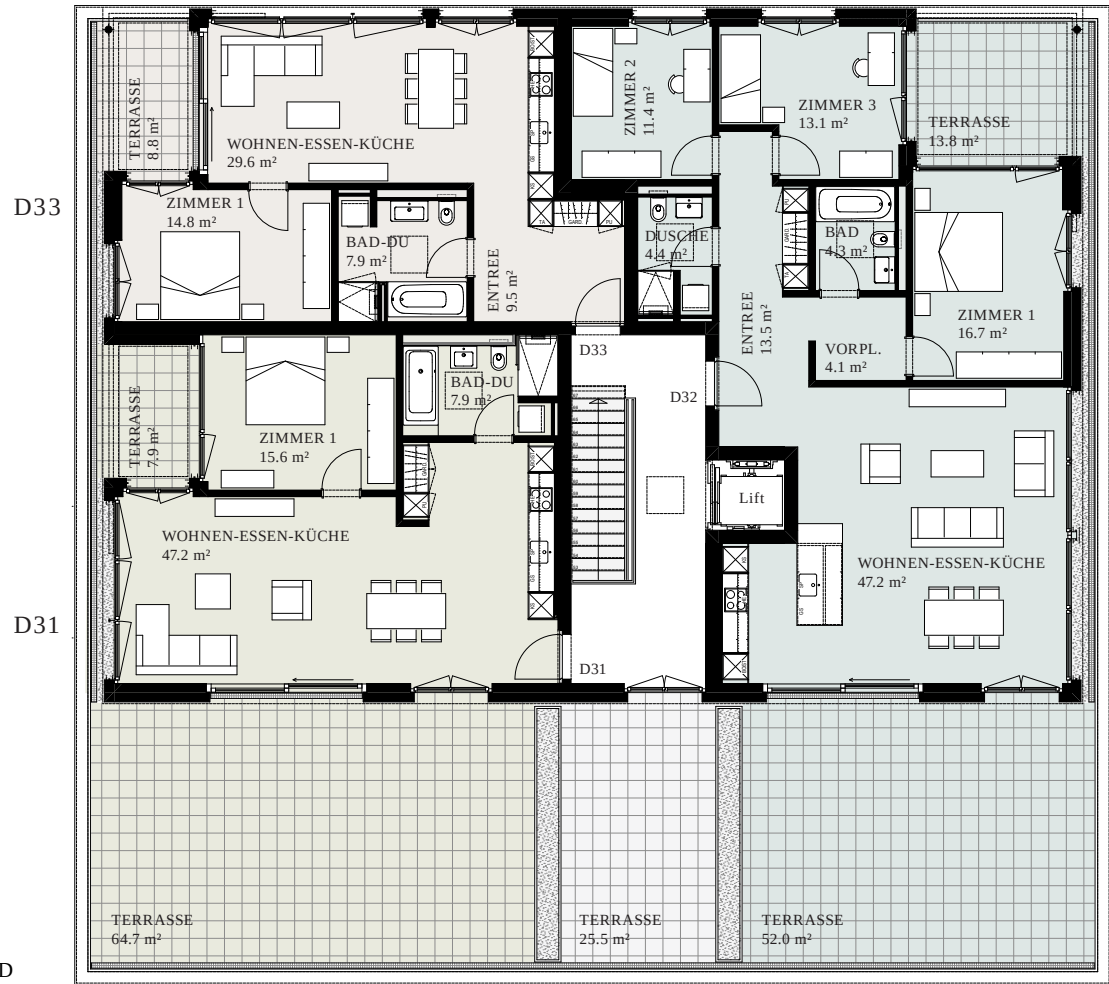 TERRASSE
8.8 m²
WOHNEN-ESSEN-KÜCHE
29.6 m²
ZIMMER 2
11.4 m²
ZIMMER 3
13.1 m²
TERRASSE
13.8 m²
D33
ZIMMER 1
14.8 m²
BAD-DU
7.9 m²
ENTREE
9.5 m²
TA
GARD.
PU
DUSCHE
4.4 m²
BAD
4.3 m²
ENTREE
13.5 m²
ZIMMER 1
16.7 m²
VORPL.
4.1 m²
D33
D32
TERRASSE
7.9 m²
ZIMMER 1
15.6 m²
BAD-DU
7.9 m²
Lift
WOHNEN-ESSEN-KÜCHE
47.2 m²
WOHNEN-ESSEN-KÜCHE
47.2 m²
D31
D31
TERRASSE
64.7 m²
TERRASSE
25.5 m²
TERRASSE
52.0 m²
D